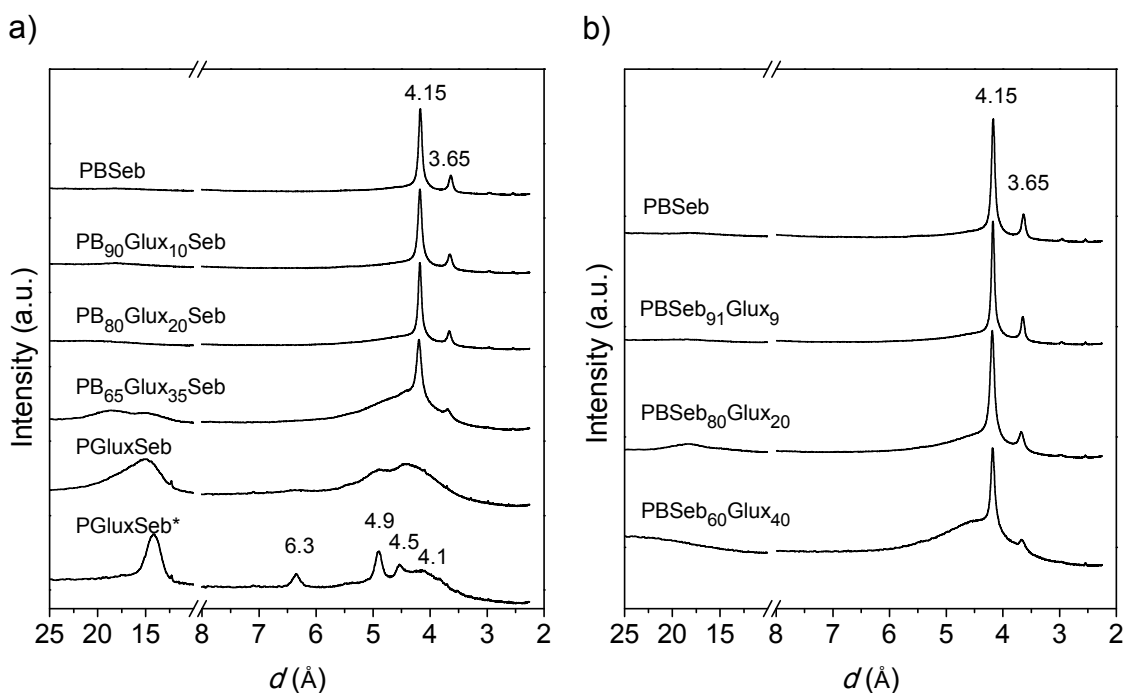 a)
4.15
3.65
PBSeb
PB90Glux10Seb
PB80Glux20Seb
PB65Glux35Seb
PGluxSeb
PGluxSeb*
6.3
4.9
4.5
4.1
25 20 15 8 7 6 5 4 3 2
d (Å)
Intensity (a.u.)
b)
4.15
3.65
PBSeb
PBSeb91Glux9
PBSeb80Glux20
PBSeb60Glux40
25 20 15 8 7 6 5 4 3 2
d (Å)
Intensity (a.u.)